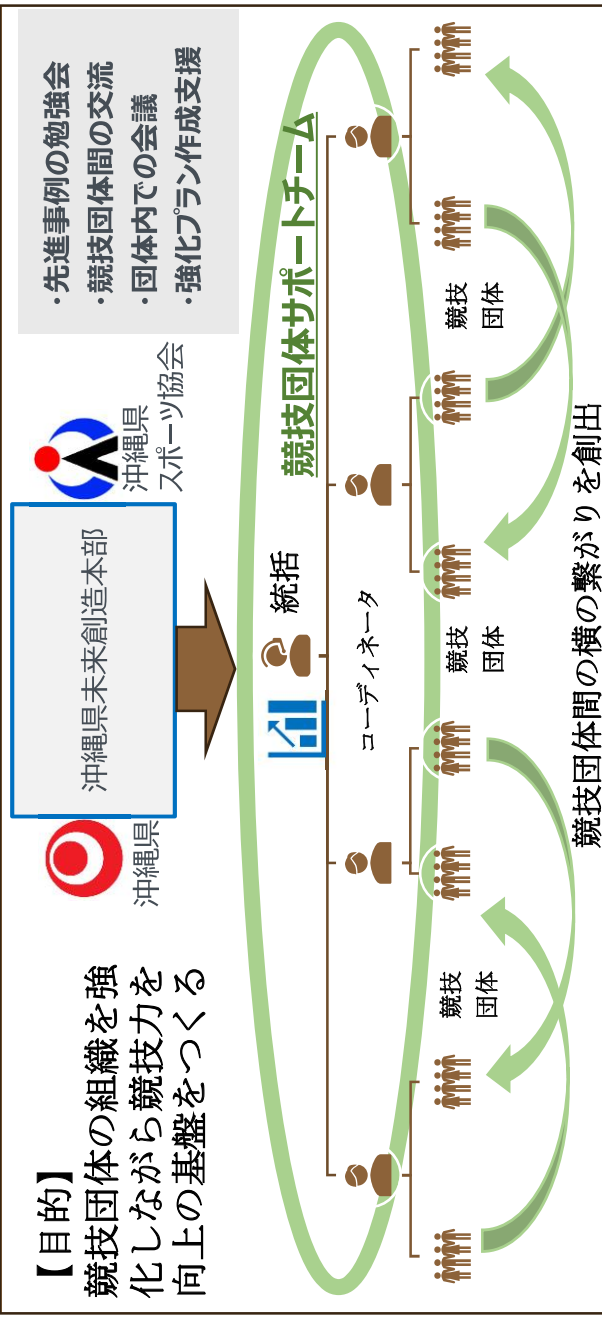 【目的】
競技団体の組織を強
化しながら競技力を
向上の基盤をつくる
沖縄県
沖縄県未来創造本部
沖縄県
スポーツ協会
・先進事例の勉強会
・競技団体間の交流
・団体内での会議
・強化プラン作成支援
統括
競技団体サポートチーム
コーディネータ
競技
団体
競技
団体
競技
団体
競技団体間の横の繋がりを創出